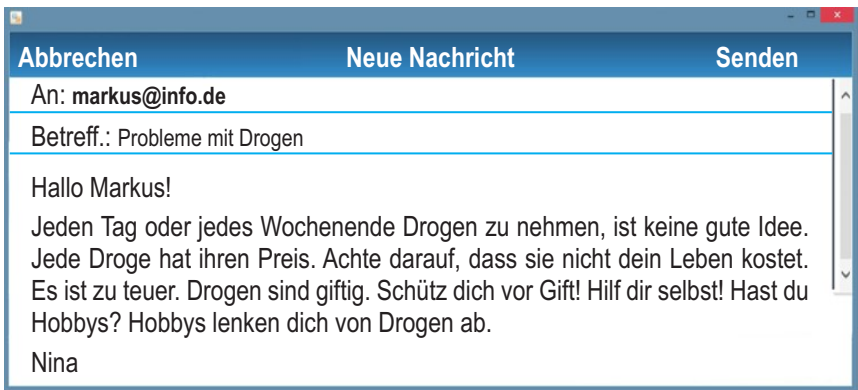 Abbrechen Neue Nachricht Senden
An: markus@info.de
Betreff.: Probleme mit Drogen
Hallo Markus!
Jeden Tag oder jedes Wochenende Drogen zu nehmen, ist keine gute Idee.
Jede Droge hat ihren Preis. Achte darauf, dass sie nicht dein Leben kostet.
Es ist zu teuer. Drogen sind giftig. Schütz dich vor Gift! Hilf dir selbst! Hast du
Hobbys? Hobbys lenken dich von Drogen ab.
Nina